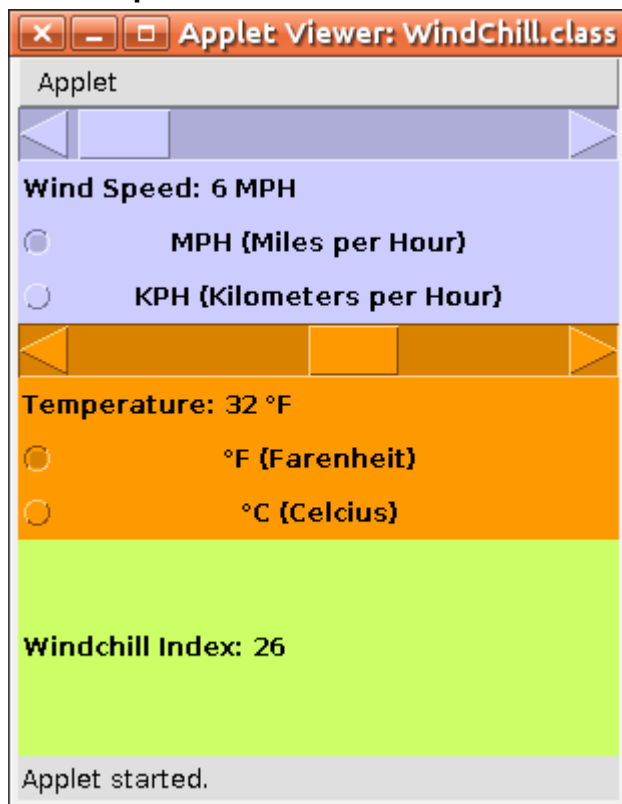 Applet Viewer: WindChill.class
Applet
Wind Speed: 6 MPH
MPH (Miles per Hour)
KPH (Kilometers per Hour)
Temperature: 32 °F
°F (Farenheit)
°C (Celcius)
Windchill Index: 26
Applet started.